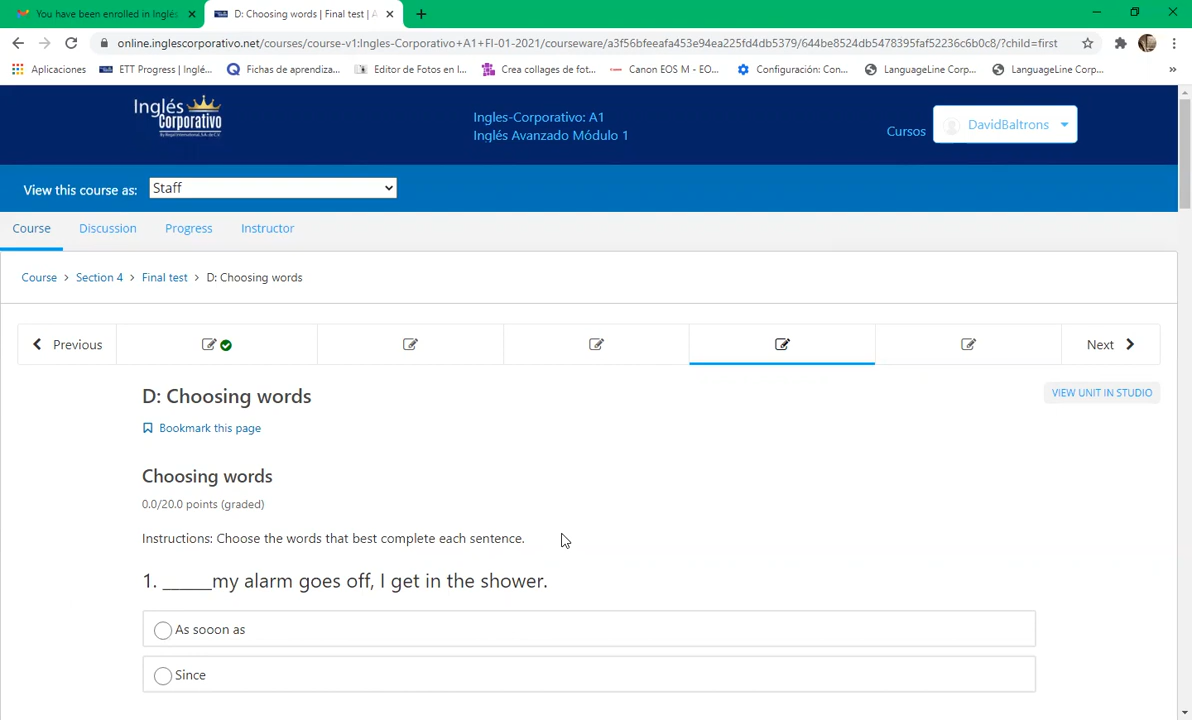 You have been enrolled in Inglés
D: Choosing words | Final test | A
online.inglescorporativo.net/courses/course-v1:Ingles-Corporativo+A1+FI-01-2021/courseware/a3f56bfeeafa453e94ea225fd4db5379/644be8524db5478395faf52236c6b0c8/?child=first
Aplicaciones ETT Progress | Inglé... Fichas de aprendiza... Editor de Fotos en l... Crea collages de fot... Canon EOS M - EO... Configuración: Con... LanguageLine Corp... LanguageLine Corp... »
Inglés
Corporativo
Ingles-Corporativo: A1
Inglés Avanzado Módulo 1
Cursos DavidBaltrons
View this course as: Staff
Course Discussion Progress Instructor
Course > Section 4 > Final test > D: Choosing words
Previous Next
D: Choosing words
VIEW UNIT IN STUDIO
Bookmark this page
Choosing words
0.0/20.0 points (graded)
Instructions: Choose the words that best complete each sentence.
1. ______my alarm goes off, I get in the shower.
As sooon as
Since